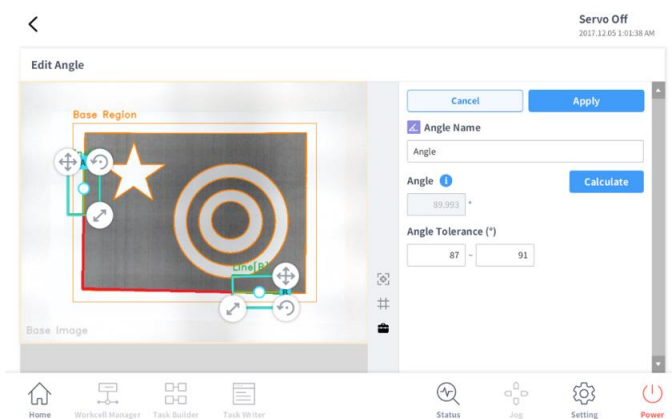 Servo Off
2017.12.05 1:01:38 AM
Edit Angle
Base Region
A
Line[B]
B
Base Image
Cancel
Apply
Angle Name
Angle
Angle
Calculate
89.993 °
Angle Tolerance (°)
87 ~ 91
Home
Workcell Manager
Task Builder
Task Writer
Status
Jog
Setting
Power